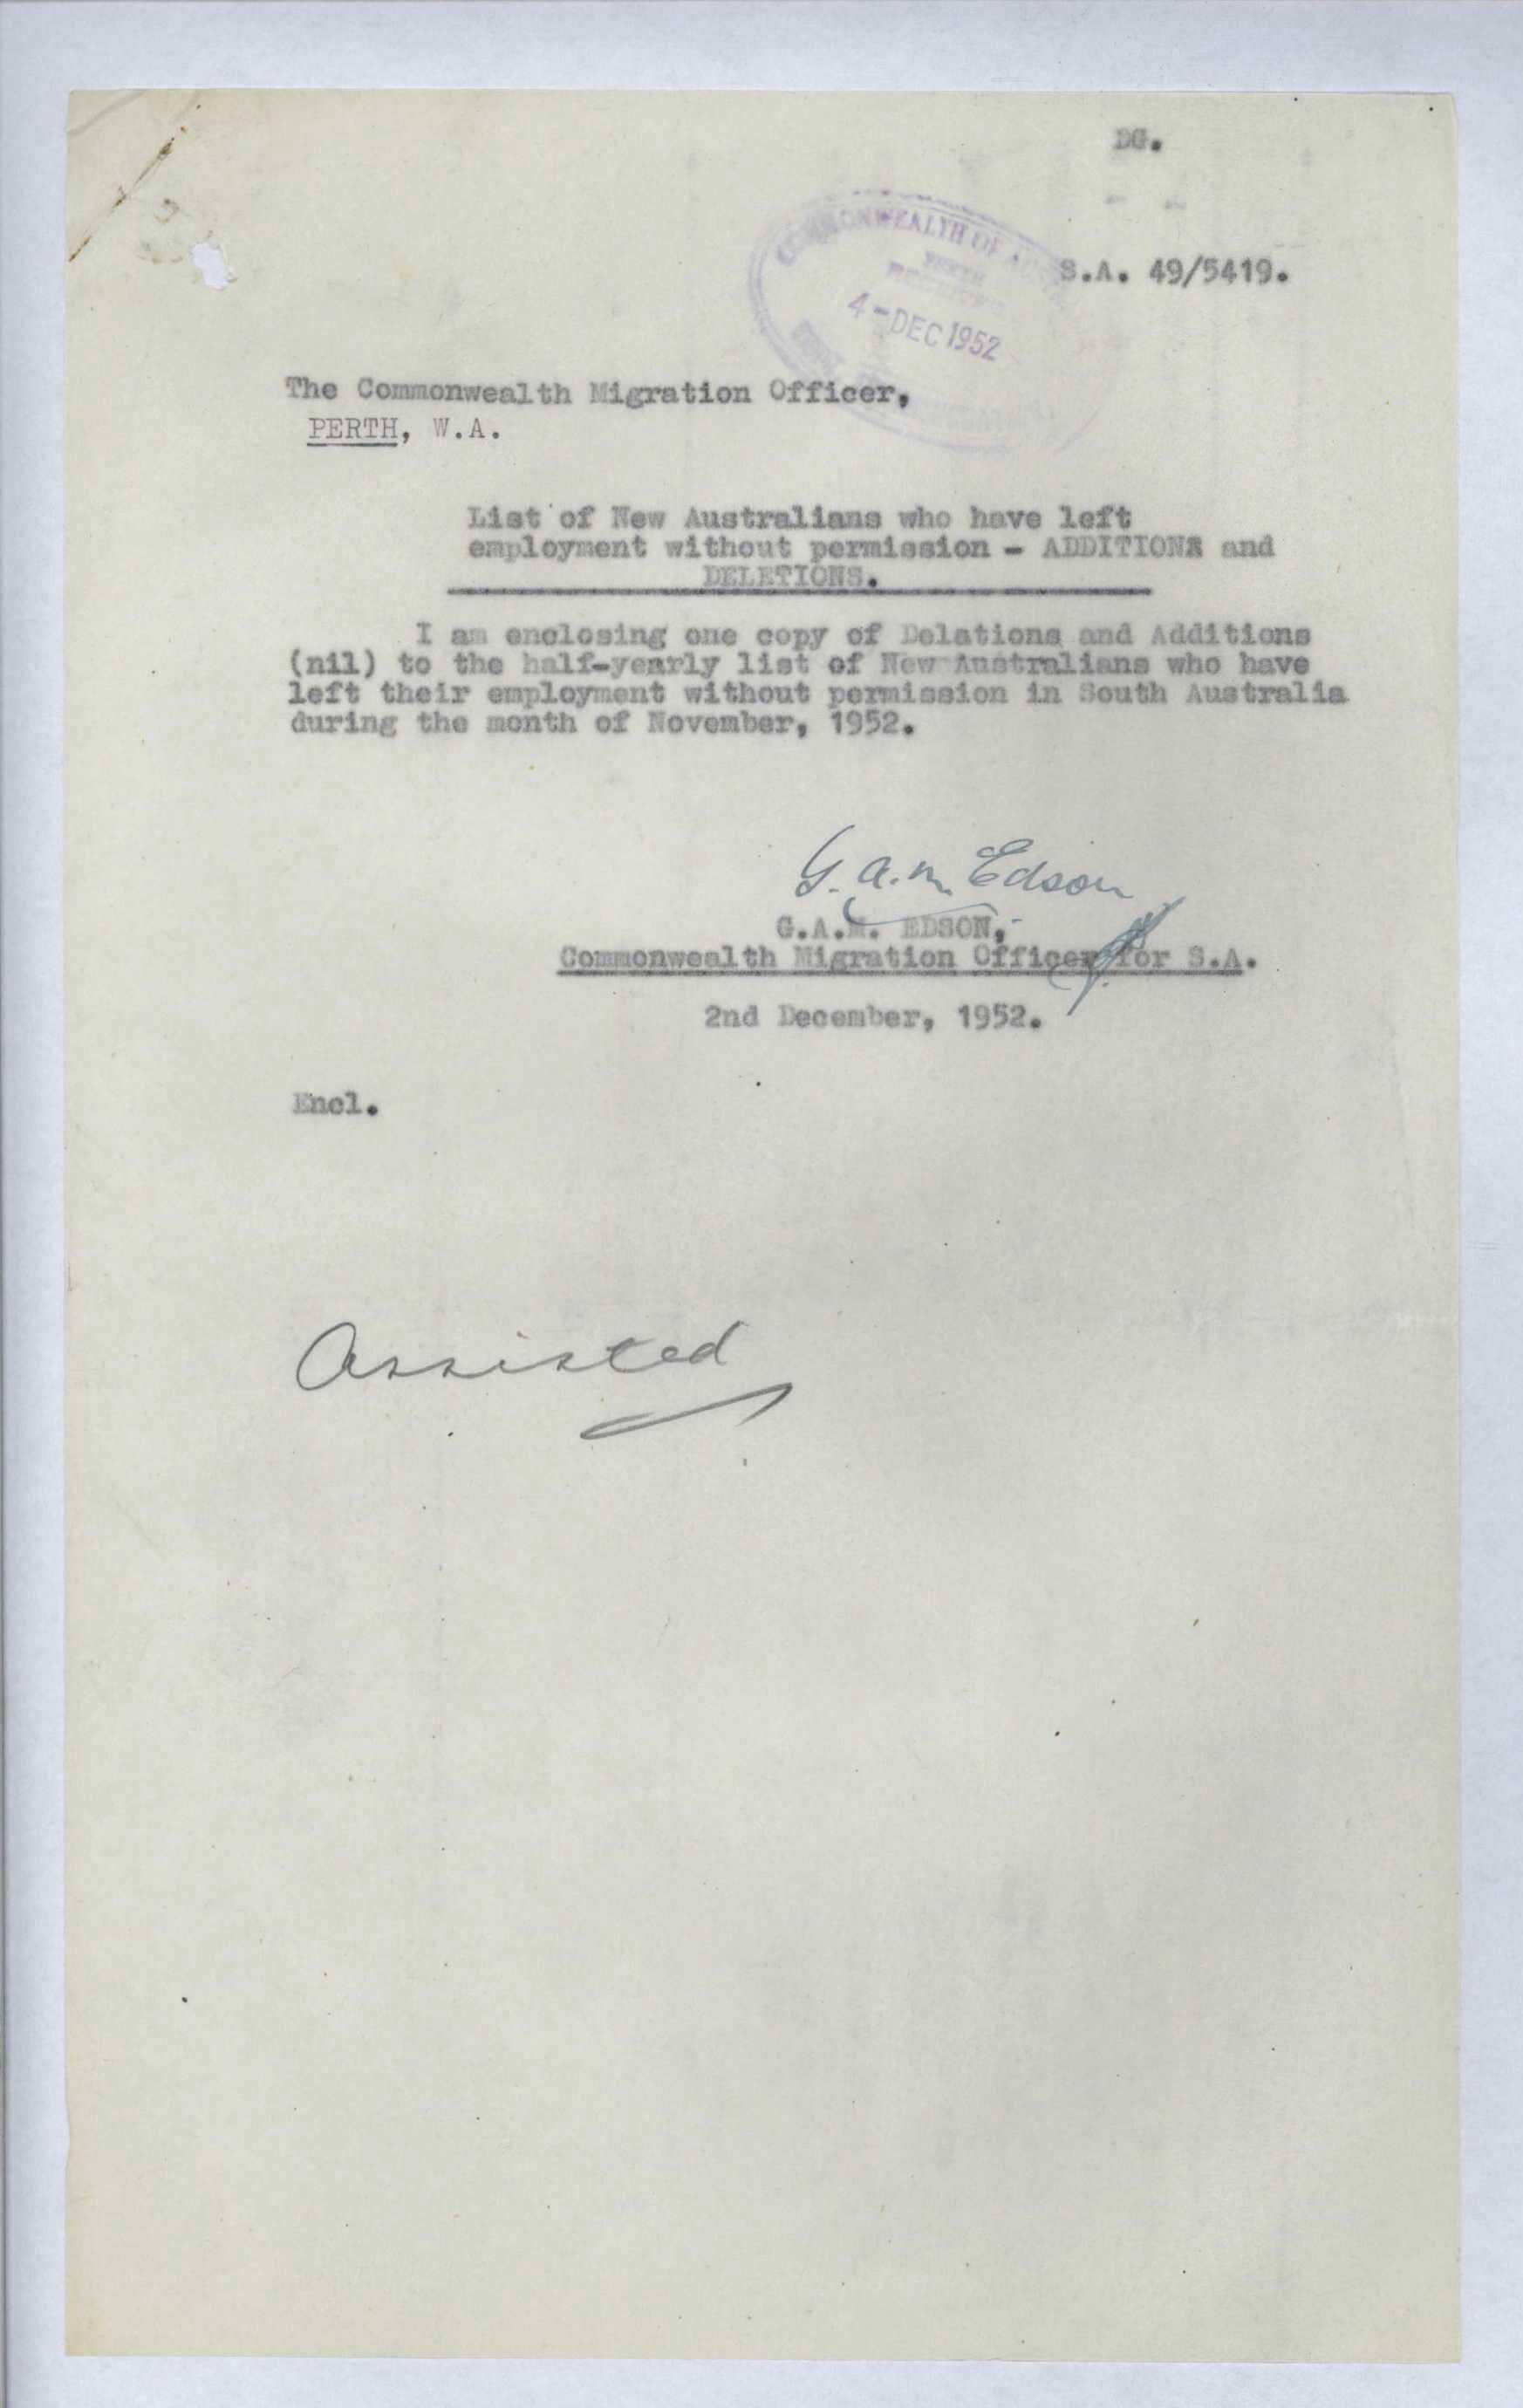 DG.
S.A. 49/5419.
COMMONWEALTH OF
PERTH
4-DEC 1952
The Commonwealth Migration Officer,
PERTH, W.A.
List of New Australians who have left
employment without permission - ADDITIONS and
DELETIONS.
I am enclosing one copy of Delations and Additions
(nil) to the half-yearly list of New Australians who have
left their employment without permission in South Australia
during the month of November, 1952.
G.A.M. Edson
G.A.M. EDSON,
Commonwealth Migration Officer for S.A.
2nd December, 1952.
Encl.
Assisted